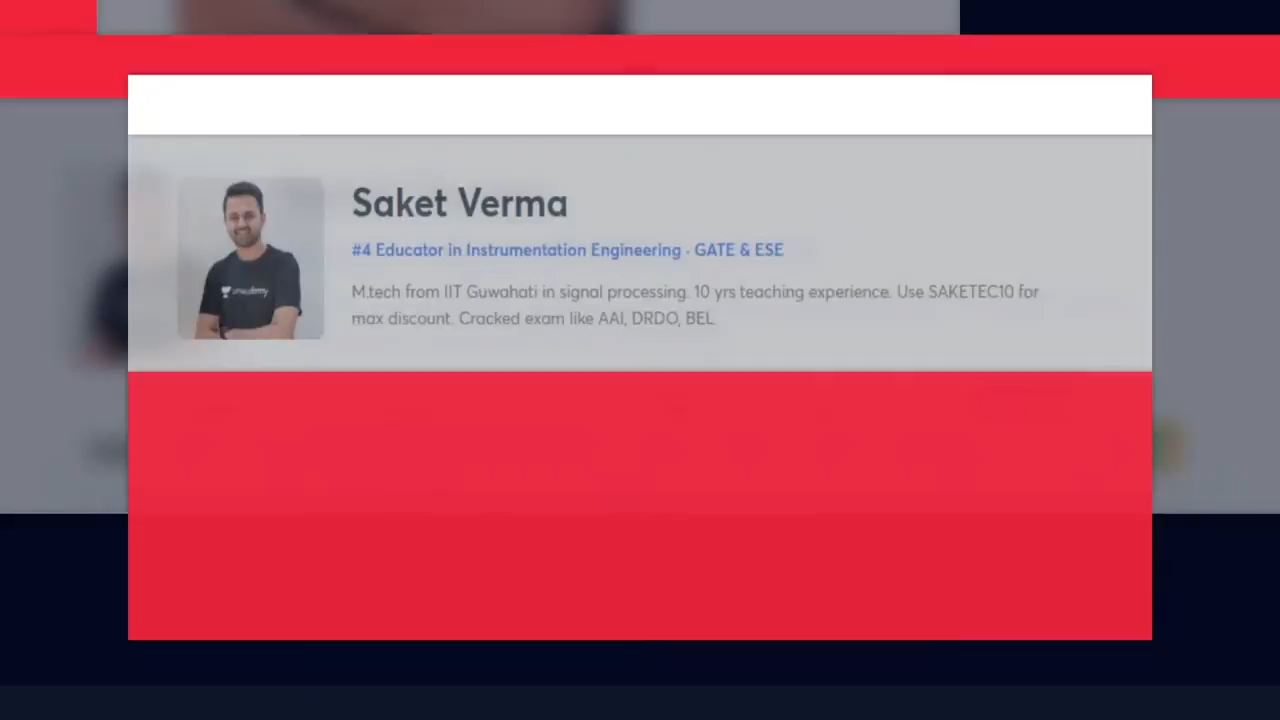 Saket Verma
#4 Educator in Instrumentation Engineering · GATE & ESE
M.tech from IIT Guwahati in signal processing. 10 yrs teaching experience. Use SAKETEC10 for
max discount. Cracked exam like AAI, DRDO, BEL.
unacademy